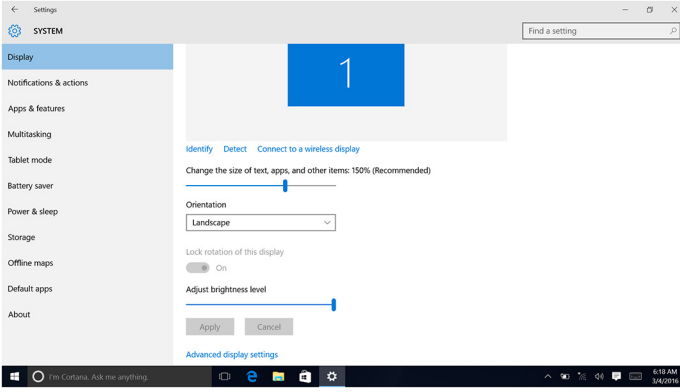 Settings
SYSTEM
Find a setting
Display
Notifications & actions
Apps & features
Multitasking
Tablet mode
Battery saver
Power & sleep
Storage
Offline maps
Default apps
About
1
Identify Detect Connect to a wireless display
Change the size of text, apps, and other items: 150% (Recommended)
Orientation
Landscape
Lock rotation of this display
On
Adjust brightness level
Apply Cancel
Advanced display settings
I'm Cortana. Ask me anything.
6:18 AM
3/4/2016